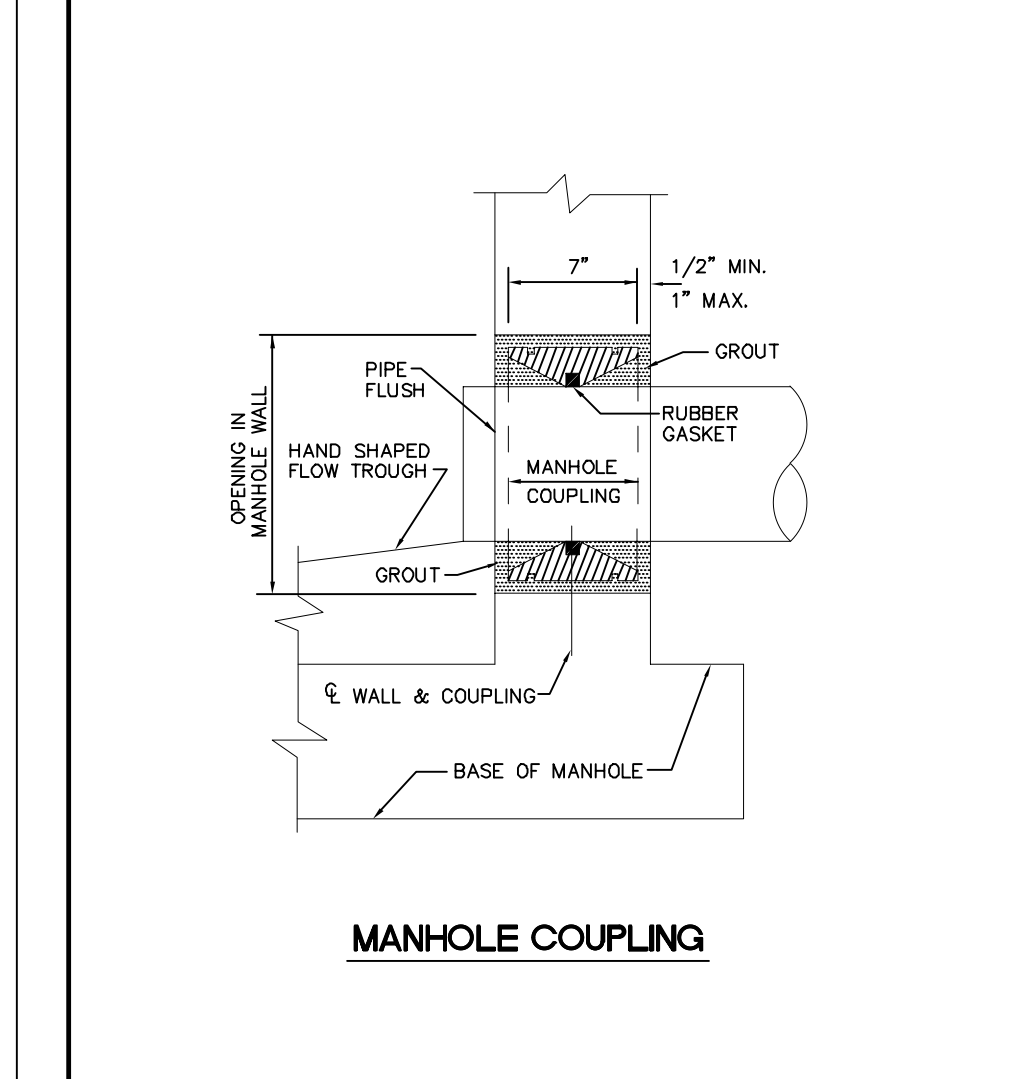 7"
1/2" MIN.
1" MAX.
GROUT
PIPE
FLUSH
RUBBER
GASKET
OPENING IN
MANHOLE WALL
HAND SHAPED
FLOW TROUGH
MANHOLE
COUPLING
GROUT
℄ WALL & COUPLING
BASE OF MANHOLE
MANHOLE COUPLING